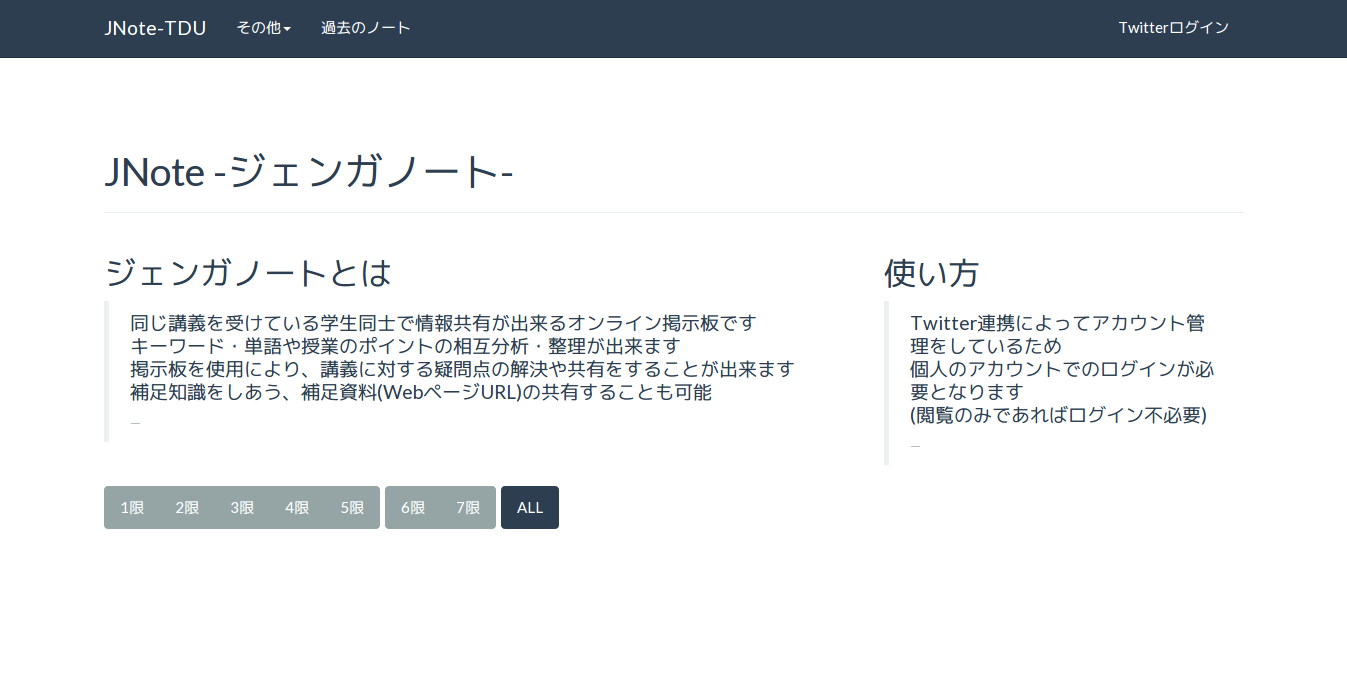 JNote-TDU その他 過去のノート Twitterログイン
JNote -ジェンガノート-
ジェンガノートとは
同じ講義を受けている学生同士で情報共有が出来るオンライン掲示板です
キーワード・単語や授業のポイントの相互分析・整理が出来ます
掲示板を使用により、講義に対する疑問点の解決や共有をすることが出来ます
補足知識をしあう、補足資料(WebページURL)の共有することも可能
—
使い方
Twitter連携によってアカウント管
理をしているため
個人のアカウントでのログインが必
要となります
(閲覧のみであればログイン不必要)
—
1限 2限 3限 4限 5限 6限 7限 ALL